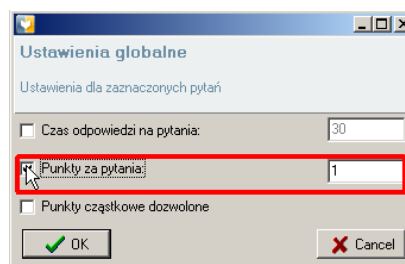 Ustawienia globalne
Ustawienia dla zaznaczonych pytań
Czas odpowiedzi na pytania: 30
Punkty za pytania: 1
Punkty cząstkowe dozwolone
OK Cancel